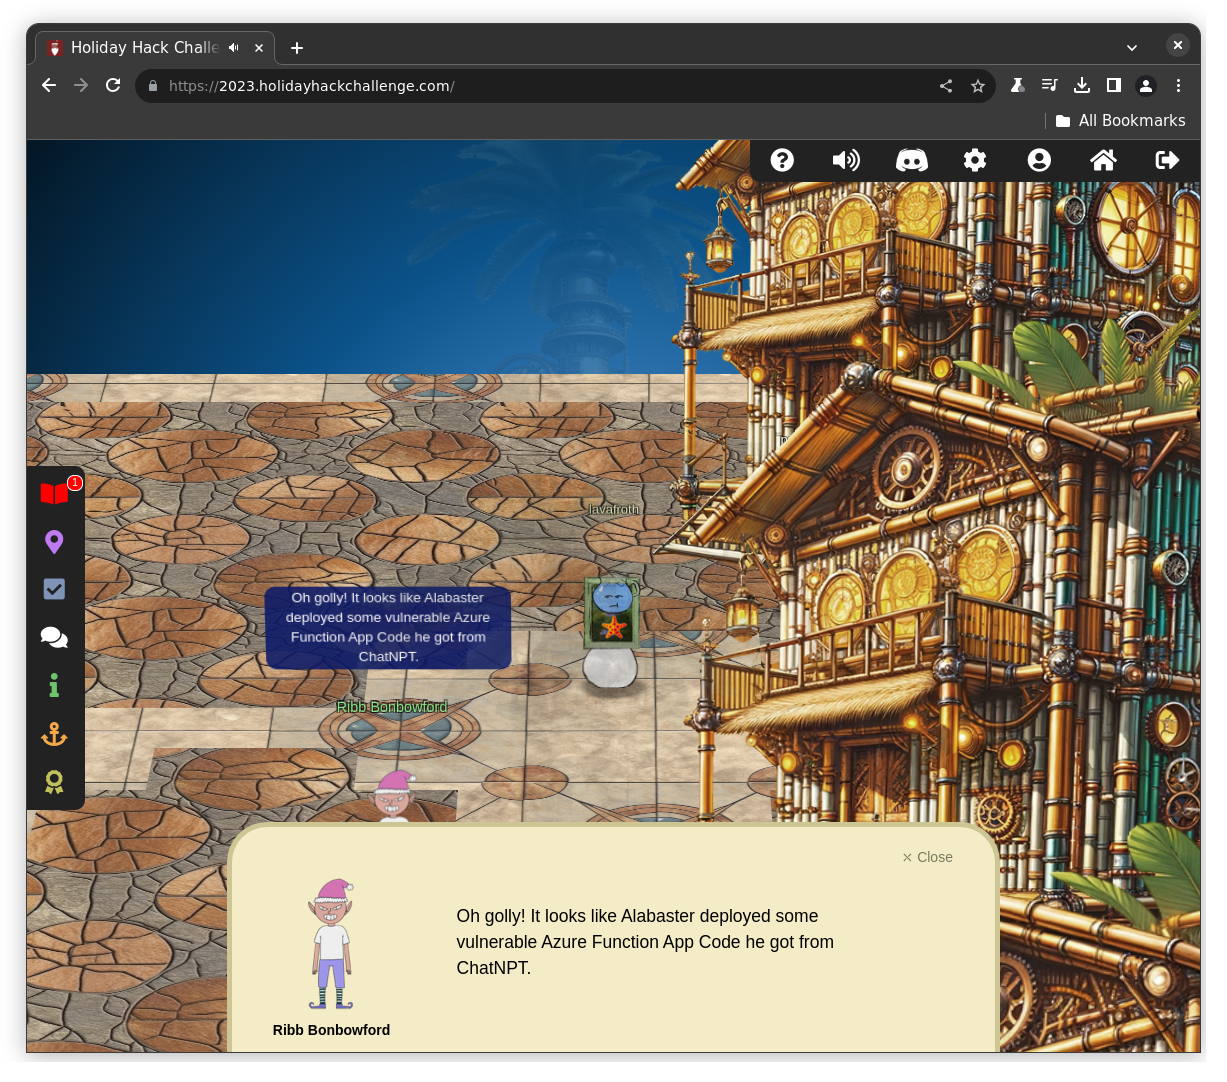 Holiday Hack Challe
https://2023.holidayhackchallenge.com/
All Bookmarks
1
lavafroth
Oh golly! It looks like Alabaster
deployed some vulnerable Azure
Function App Code he got from
ChatNPT.
Ribb Bonbowford
Close
Oh golly! It looks like Alabaster deployed some
vulnerable Azure Function App Code he got from
ChatNPT.
Ribb Bonbowford